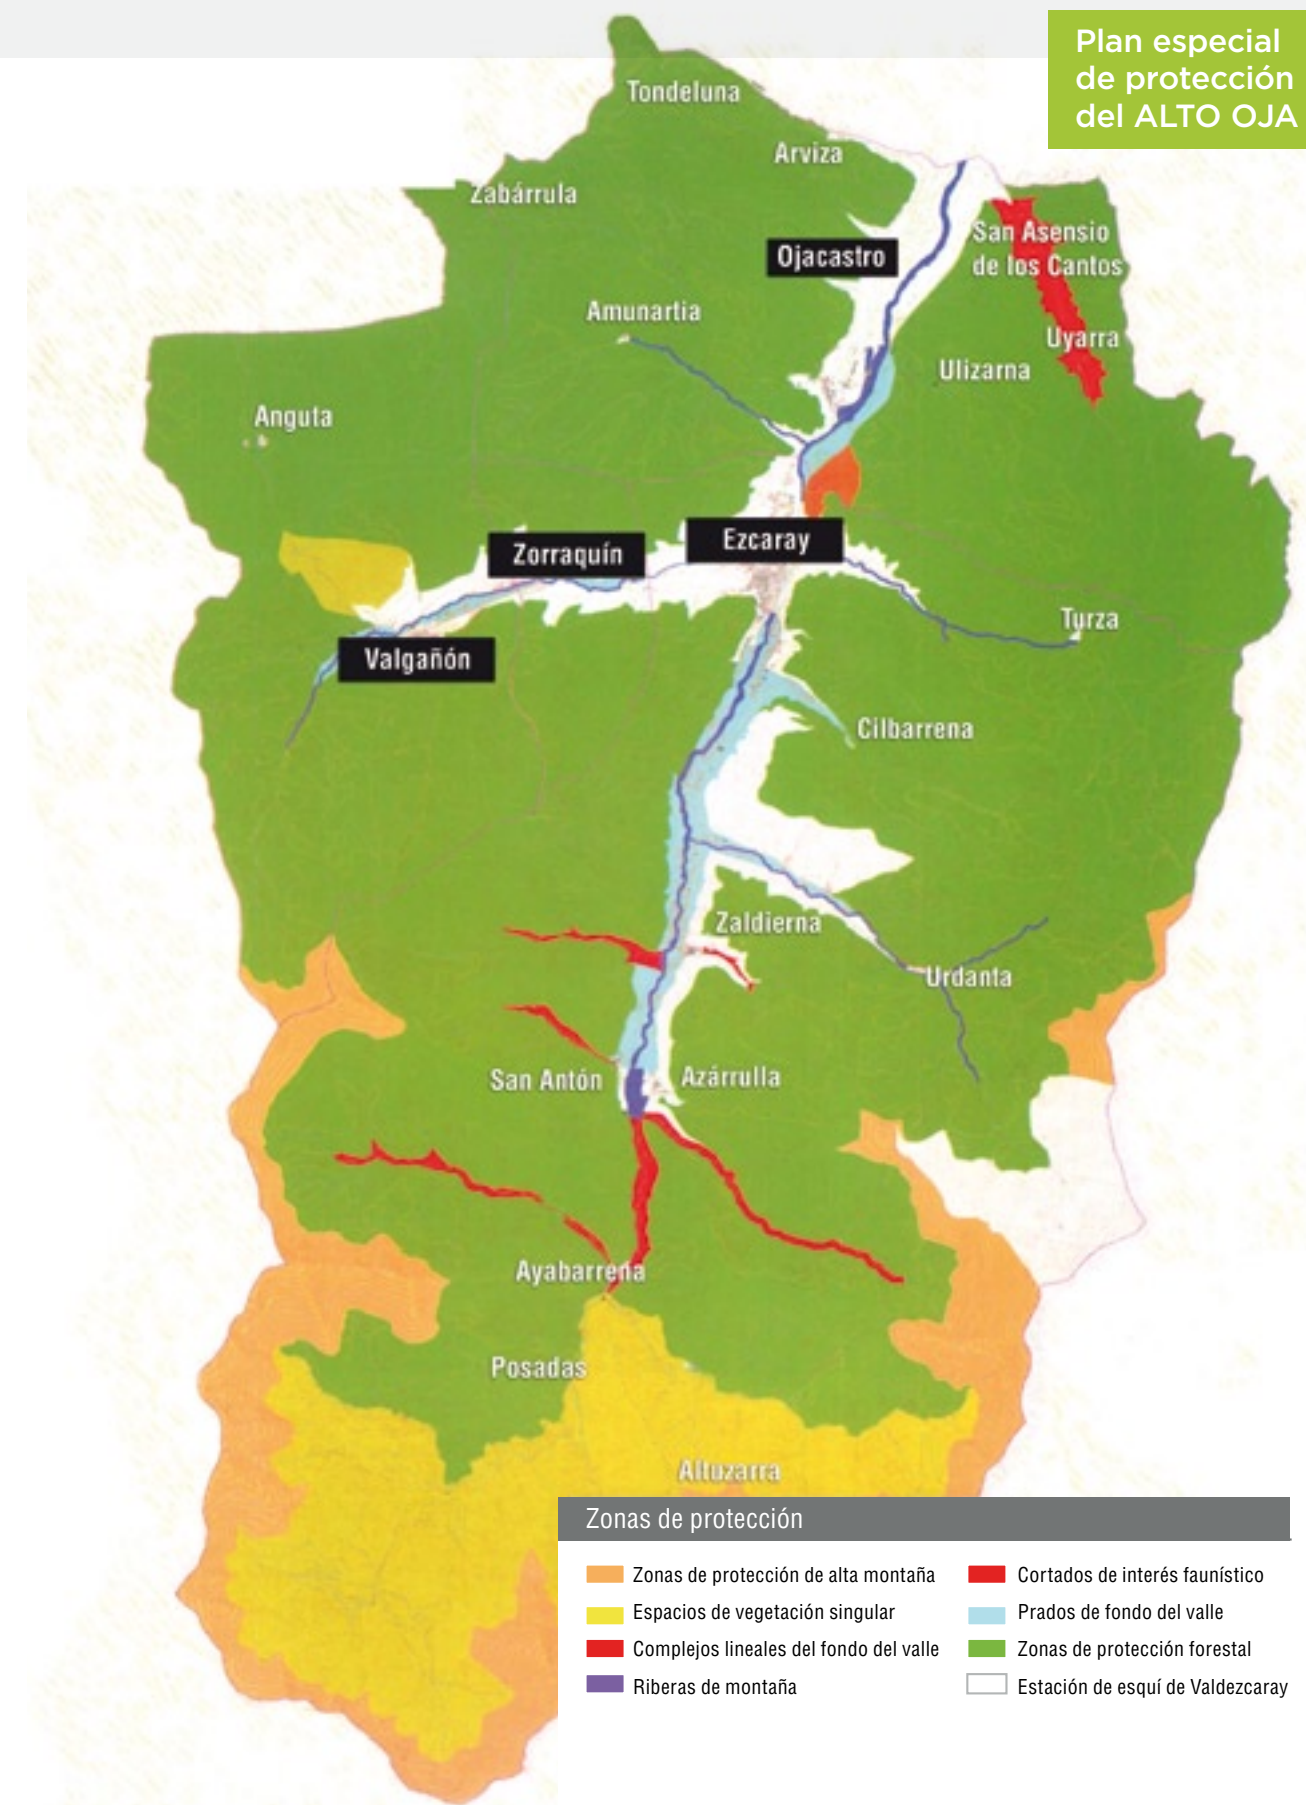 Plan especial
de protección
del ALTO OJA
Tondeluna
Arviza
Zabárrula
San Asensio
de los Cantos
Ojacastro
Amunartia
Uyarra
Ulizarna
Anguta
Ezcaray
Zorraquín
Turza
Valgañón
Cilbarrena
Zaldierna
Urdanta
San Antón
Azárrulla
Ayabarrena
Posadas
Altuzarra
Zonas de protección
Zonas de protección de alta montaña
Espacios de vegetación singular
Complejos lineales del fondo del valle
Riberas de montaña
Cortados de interés faunístico
Prados de fondo del valle
Zonas de protección forestal
Estación de esquí de Valdezcaray